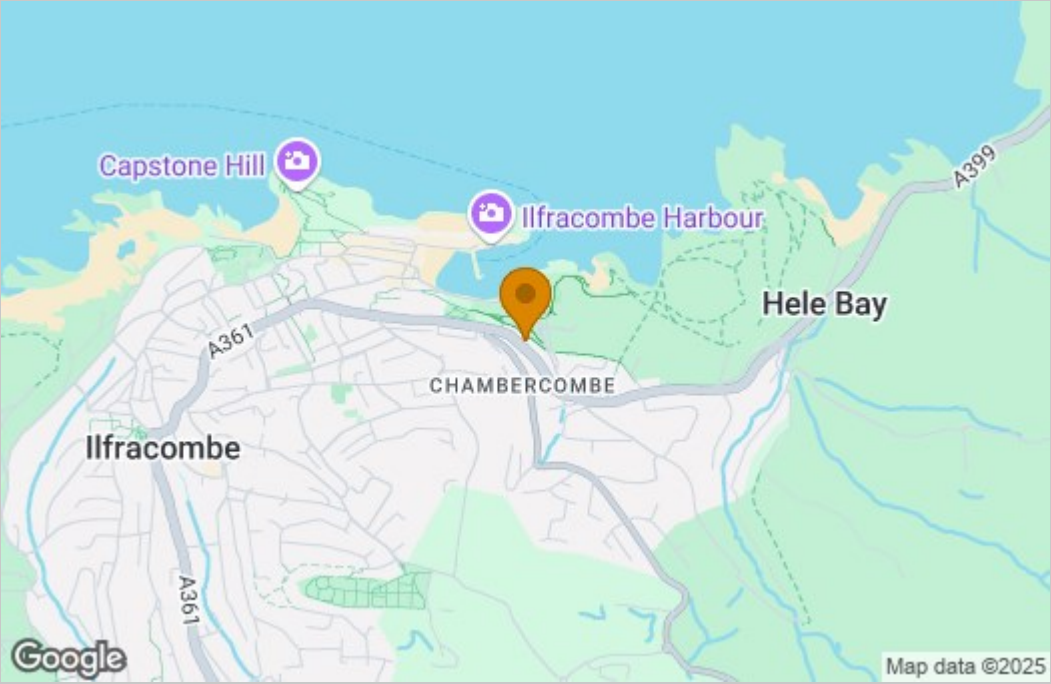 A399
Capstone Hill
Ilfracombe Harbour
Hele Bay
A361
CHAMBERCOMBE
Ilfracombe
A361
Google
Map data ©2025